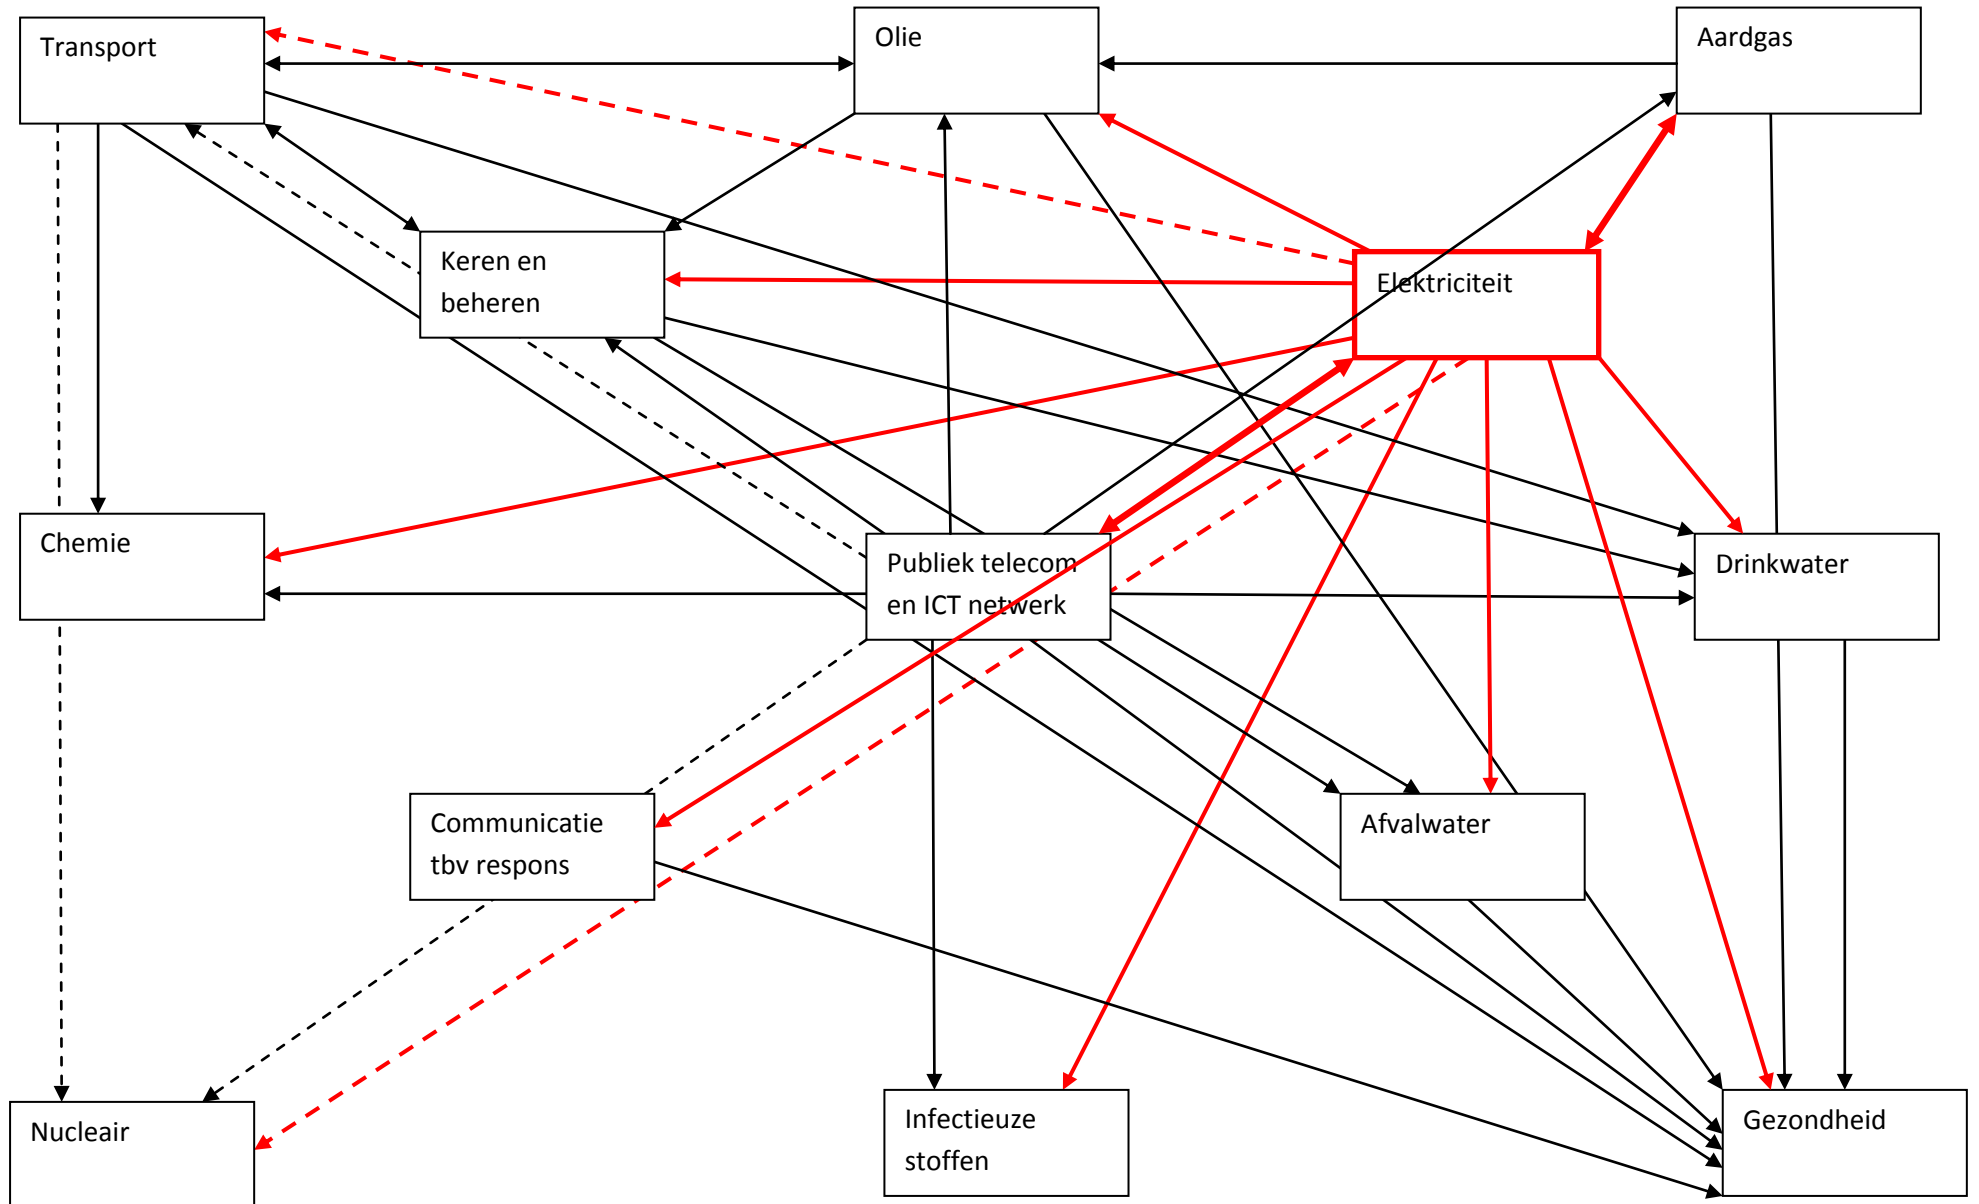 Transport
Olie
Aardgas
Keren en
beheren
Elektriciteit
Chemie
Publiek telecom
en ICT netwerk
Drinkwater
Communicatie
tbv respons
Afvalwater
Nucleair
Infectieuze
stoffen
Gezondheid